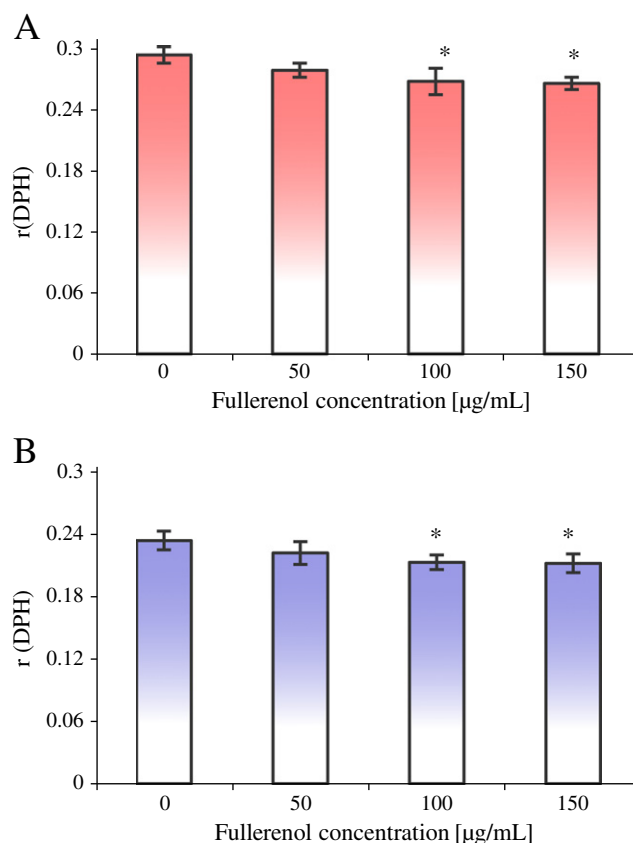 A
0.3
* *
0.24
0.18
r(DPH)
0.12
0.06
0
0 50 100 150
Fullerenol concentration [µg/mL]
B
0.3
0.24
* *
0.18
r (DPH)
0.12
0.06
0
0 50 100 150
Fullerenol concentration [µg/mL]